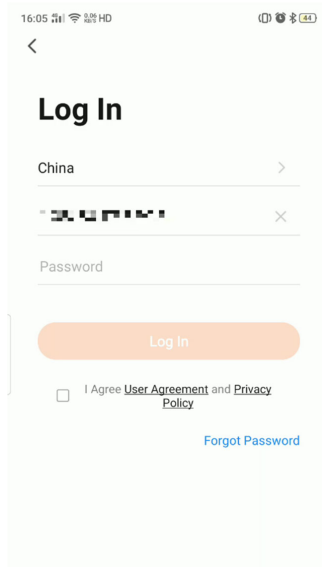 16:05 HD 44
Log In
China
Password
Log In
I Agree User Agreement and Privacy
Policy
Forgot Password